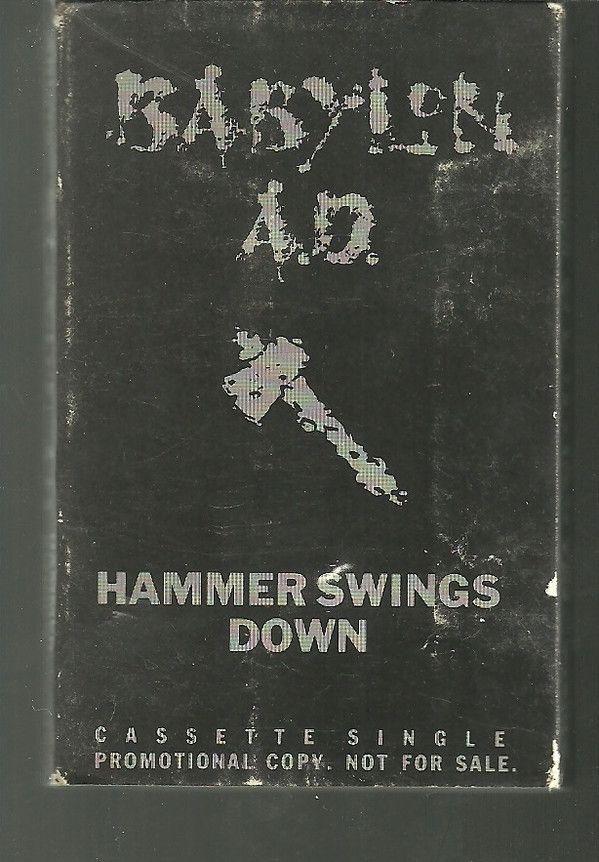 BABYLON
A.D.
HAMMER SWINGS
DOWN
CASSETTE SINGLE
PROMOTIONAL COPY. NOT FOR SALE.